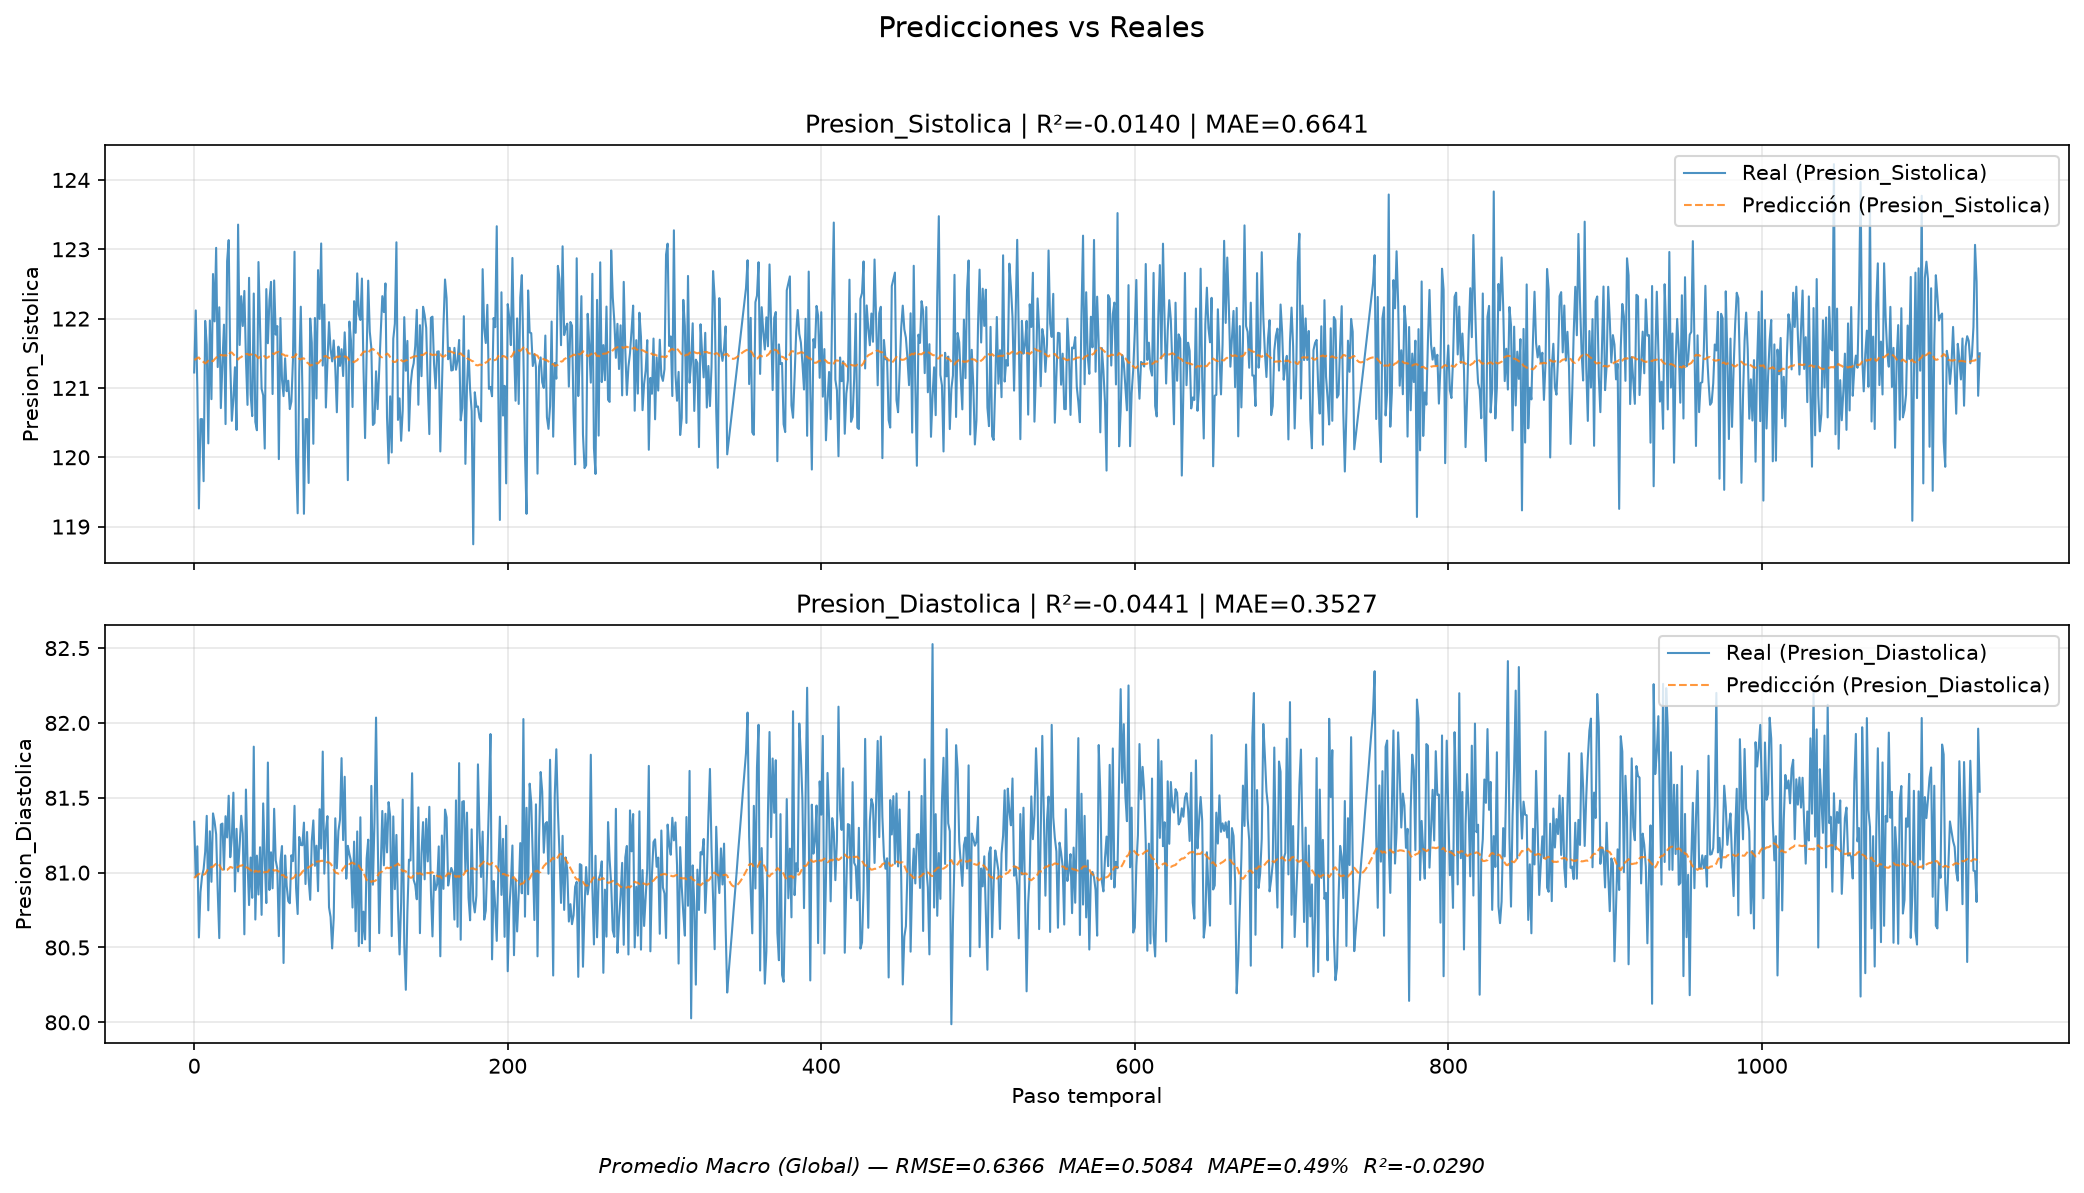 Predicciones vs Reales
Presion_Sistolica | R²=-0.0140 | MAE=0.6641
Presion_Sistolica
124
123
122
121
120
119
Real (Presion_Sistolica)
Predicción (Presion_Sistolica)
Presion_Diastolica | R²=-0.0441 | MAE=0.3527
Presion_Diastolica
82.5
82.0
81.5
81.0
80.5
80.0
Real (Presion_Diastolica)
Predicción (Presion_Diastolica)
0 200 400 600 800 1000
Paso temporal
Promedio Macro (Global) — RMSE=0.6366 MAE=0.5084 MAPE=0.49% R²=-0.0290